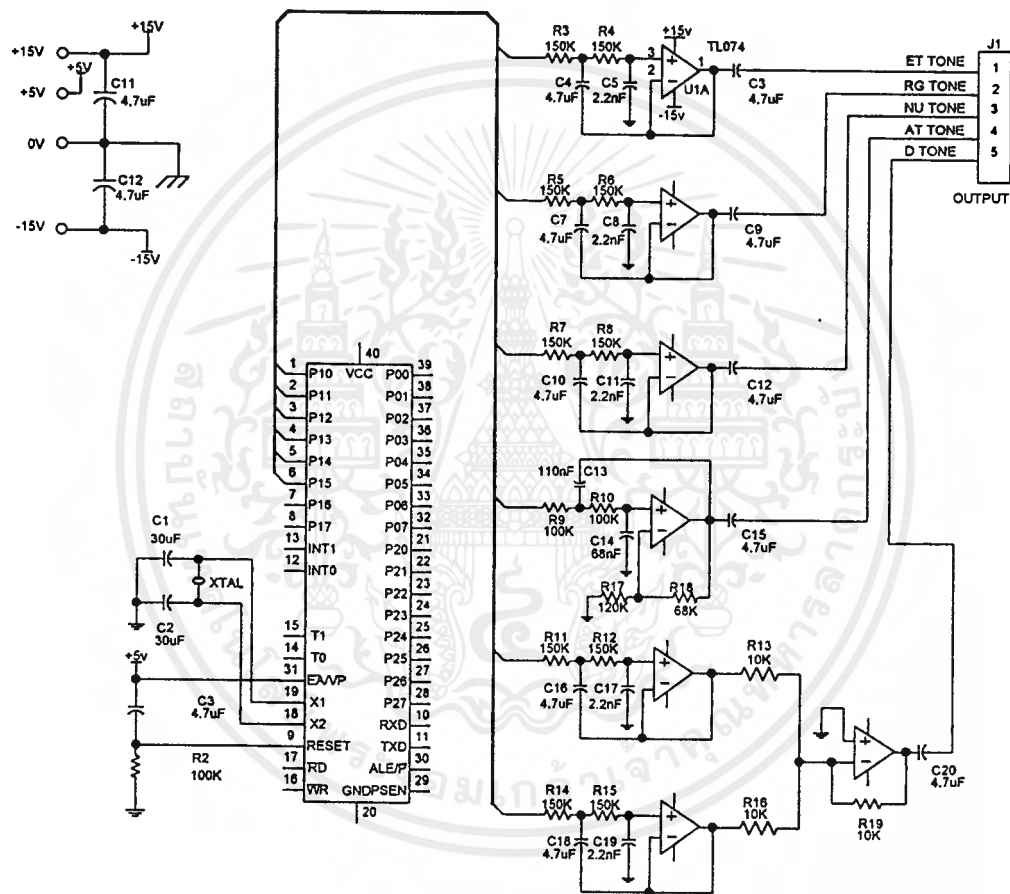 +15V
+15V
+5V
+5V
C11
4.7uF
0V
C12
4.7uF
-15V
-15V
R3
150K
R4
150K
+15v
TL074
3
2
1
U1A
-15v
C4
4.7uF
C5
2.2nF
C3
4.7uF
J1
ET TONE
1
RG TONE
2
NU TONE
3
AT TONE
4
D TONE
5
OUTPUT
R5
150K
R6
150K
C7
4.7uF
C8
2.2nF
C9
4.7uF
R7
150K
R8
150K
C10
4.7uF
C11
2.2nF
C12
4.7uF
110nF
C13
R9
100K
R10
100K
C14
68nF
C15
4.7uF
R17
120K
R18
68K
R11
150K
R12
150K
C16
4.7uF
C17
2.2nF
R13
10K
R14
150K
R15
150K
C18
4.7uF
C19
2.2nF
R16
10K
R19
10K
C20
4.7uF
40
VCC
1 P10 P00 39
2 P11 P01 38
3 P12 P02 37
4 P13 P03 36
5 P14 P04 35
6 P15 P05 34
7 P16 P06 33
8 P17 P07 32
13 INT1 P20 21
12 INT0 P21 22
P22 23
P23 24
15 T1 P24 25
14 T0 P25 26
31 EA/VP P26 27
19 X1 P27 28
18 X2 RXD 10
9 RESET TXD 11
17 RD ALE/P 30
16 WR GND PSEN 29
20
C1
30uF
XTAL
C2
30uF
+5v
C3
4.7uF
R2
100K